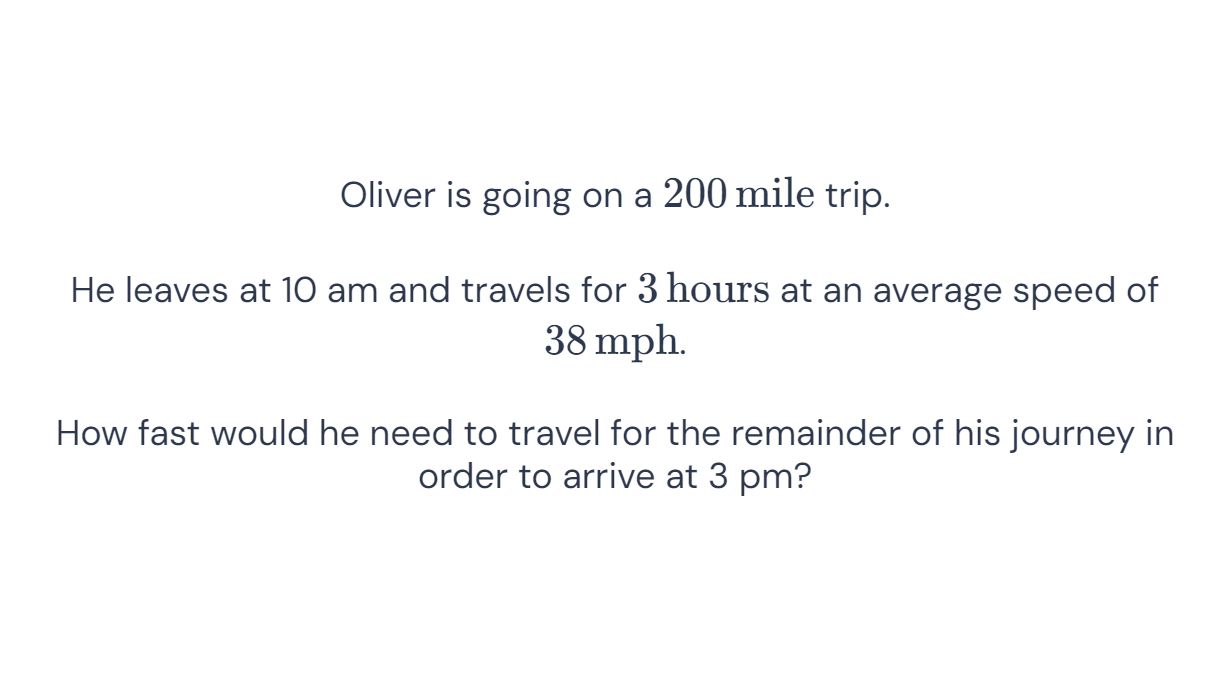 Oliver is going on a 200 mile trip.
He leaves at 10 am and travels for 3 hours at an average speed of
38 mph.
How fast would he need to travel for the remainder of his journey in
order to arrive at 3 pm?